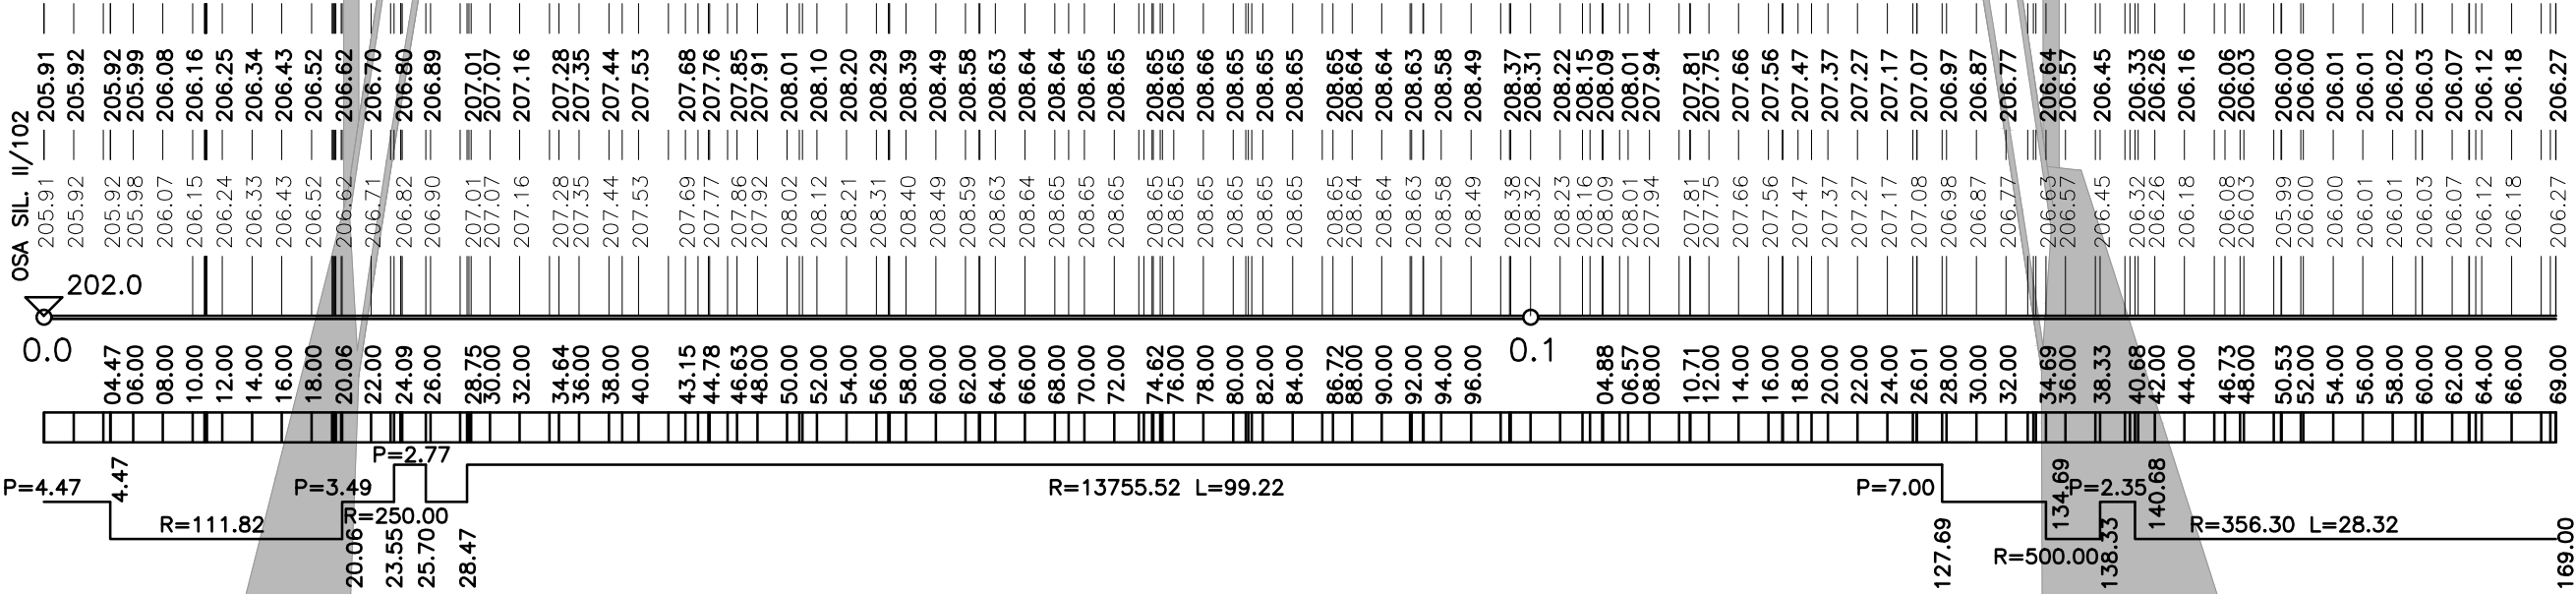 OSA SIL. II/102
205.91 205.92 205.92 205.99 206.08 206.16 206.25 206.34 206.43 206.52 206.62 206.70 206.80 206.89 207.01 207.07 207.16 207.28 207.35 207.44 207.53 207.68 207.76 207.85 207.91 208.01 208.10 208.20 208.29 208.39 208.49 208.58 208.63 208.64 208.64 208.65 208.65 208.65 208.65 208.66 208.65 208.65 208.65 208.65 208.64 208.64 208.63 208.58 208.49 208.37 208.31 208.22 208.15 208.09 208.01 207.94 207.81 207.75 207.66 207.56 207.47 207.37 207.27 207.17 207.07 206.97 206.87 206.77 206.64 206.57 206.45 206.33 206.26 206.16 206.06 206.03 206.00 206.00 206.01 206.01 206.02 206.03 206.07 206.12 206.18 206.27
205.91 205.92 205.92 205.98 206.07 206.15 206.24 206.33 206.43 206.52 206.62 206.71 206.82 206.90 207.01 207.07 207.16 207.28 207.35 207.44 207.53 207.69 207.77 207.86 207.92 208.02 208.12 208.21 208.31 208.40 208.49 208.59 208.63 208.64 208.65 208.65 208.65 208.65 208.65 208.65 208.65 208.65 208.65 208.65 208.64 208.64 208.63 208.58 208.49 208.38 208.32 208.23 208.16 208.09 208.01 207.94 207.81 207.75 207.66 207.56 207.47 207.37 207.27 207.17 207.08 206.98 206.87 206.77 206.63 206.57 206.45 206.32 206.26 206.18 206.08 206.03 205.99 206.00 206.00 206.01 206.01 206.03 206.07 206.12 206.18 206.27
202.0
0.0 0.1
04.47 06.00 08.00 10.00 12.00 14.00 16.00 18.00 20.06 22.00 24.09 26.00 28.75 30.00 32.00 34.64 36.00 38.00 40.00 43.15 44.78 46.63 48.00 50.00 52.00 54.00 56.00 58.00 60.00 62.00 64.00 66.00 68.00 70.00 72.00 74.62 76.00 78.00 80.00 82.00 84.00 86.72 88.00 90.00 92.00 94.00 96.00 04.88 06.57 08.00 10.71 12.00 14.00 16.00 18.00 20.00 22.00 24.00 26.01 28.00 30.00 32.00 34.69 36.00 38.33 40.68 42.00 44.00 46.73 48.00 50.53 52.00 54.00 56.00 58.00 60.00 62.00 64.00 66.00 69.00
P=2.77
P=4.47 4.47 P=3.49 R=13755.52 L=99.22 P=7.00 134.69 P=2.35 140.68
R=111.82 R=250.00 R=356.30 L=28.32
20.06 23.55 25.70 28.47 127.69 R=500.00 138.33 169.00